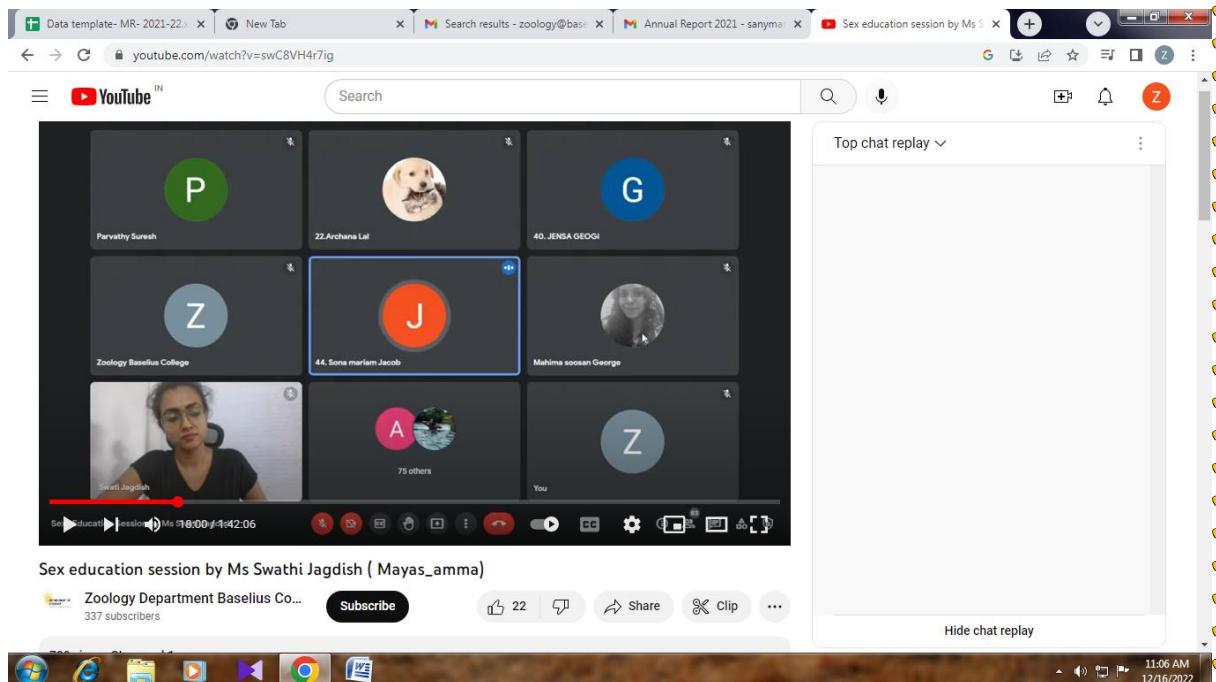 Data template- MR- 2021-22.x
New Tab
Search results - zoology@base
Annual Report 2021 - sanymar
Sex education session by Ms S
youtube.com/watch?v=swC8VH4r7ig
G
Z
YouTube IN
Search
Z
Top chat replay
P
G
Parvathy Suresh
22.Archana Lal
40. JENSA GEOGI
Z
J
Zoology Baselius College
44. Sona mariam Jacob
Mahima soosan George
A
Z
75 others
Swati Jagdish
You
18:00 / 1:42:06
83
CC
Sex education session by Ms Swathi Jagdish ( Mayas_amma)
Zoology Department Baselius Co...
337 subscribers
Subscribe
22
Share
Clip
Hide chat replay
11:06 AM
12/16/2022